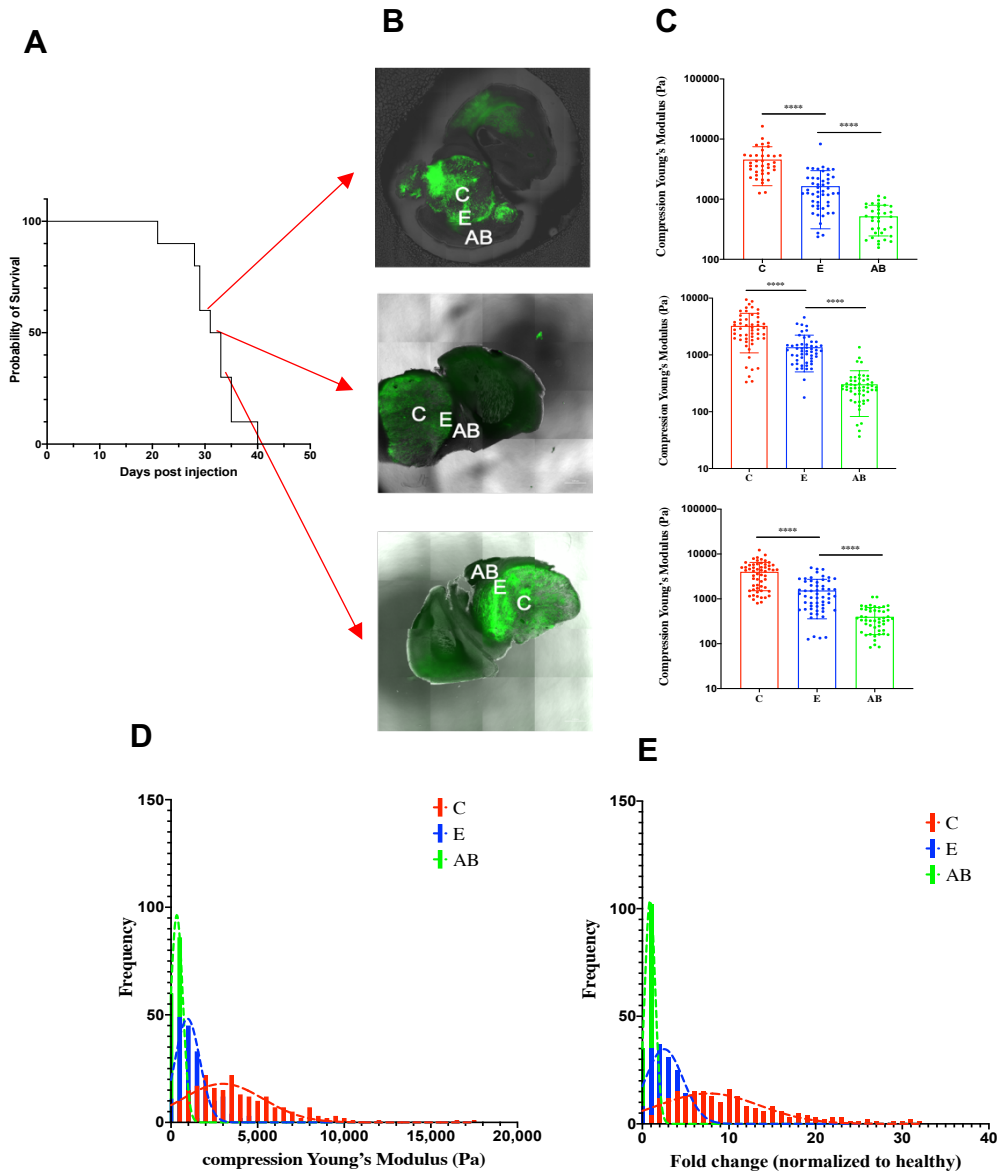 A
B
C
Probability of Survival
100
50
0
0
10
20
30
40
50
Days post injection
C
E
AB
C
E
AB
AB
E
C
Compression Young's Modulus (Pa)
100000
10000
1000
100
****
****
C
E
AB
Compression Young's Modulus (Pa)
10000
1000
100
10
****
****
C
E
AB
Compression Young's Modulus (Pa)
100000
10000
1000
100
10
****
****
C
E
AB
D
Frequency
150
100
50
0
0
5,000
10,000
15,000
20,000
compression Young's Modulus (Pa)
C
E
AB
E
Frequency
150
100
50
0
0
10
20
30
40
Fold change (normalized to healthy)
C
E
AB